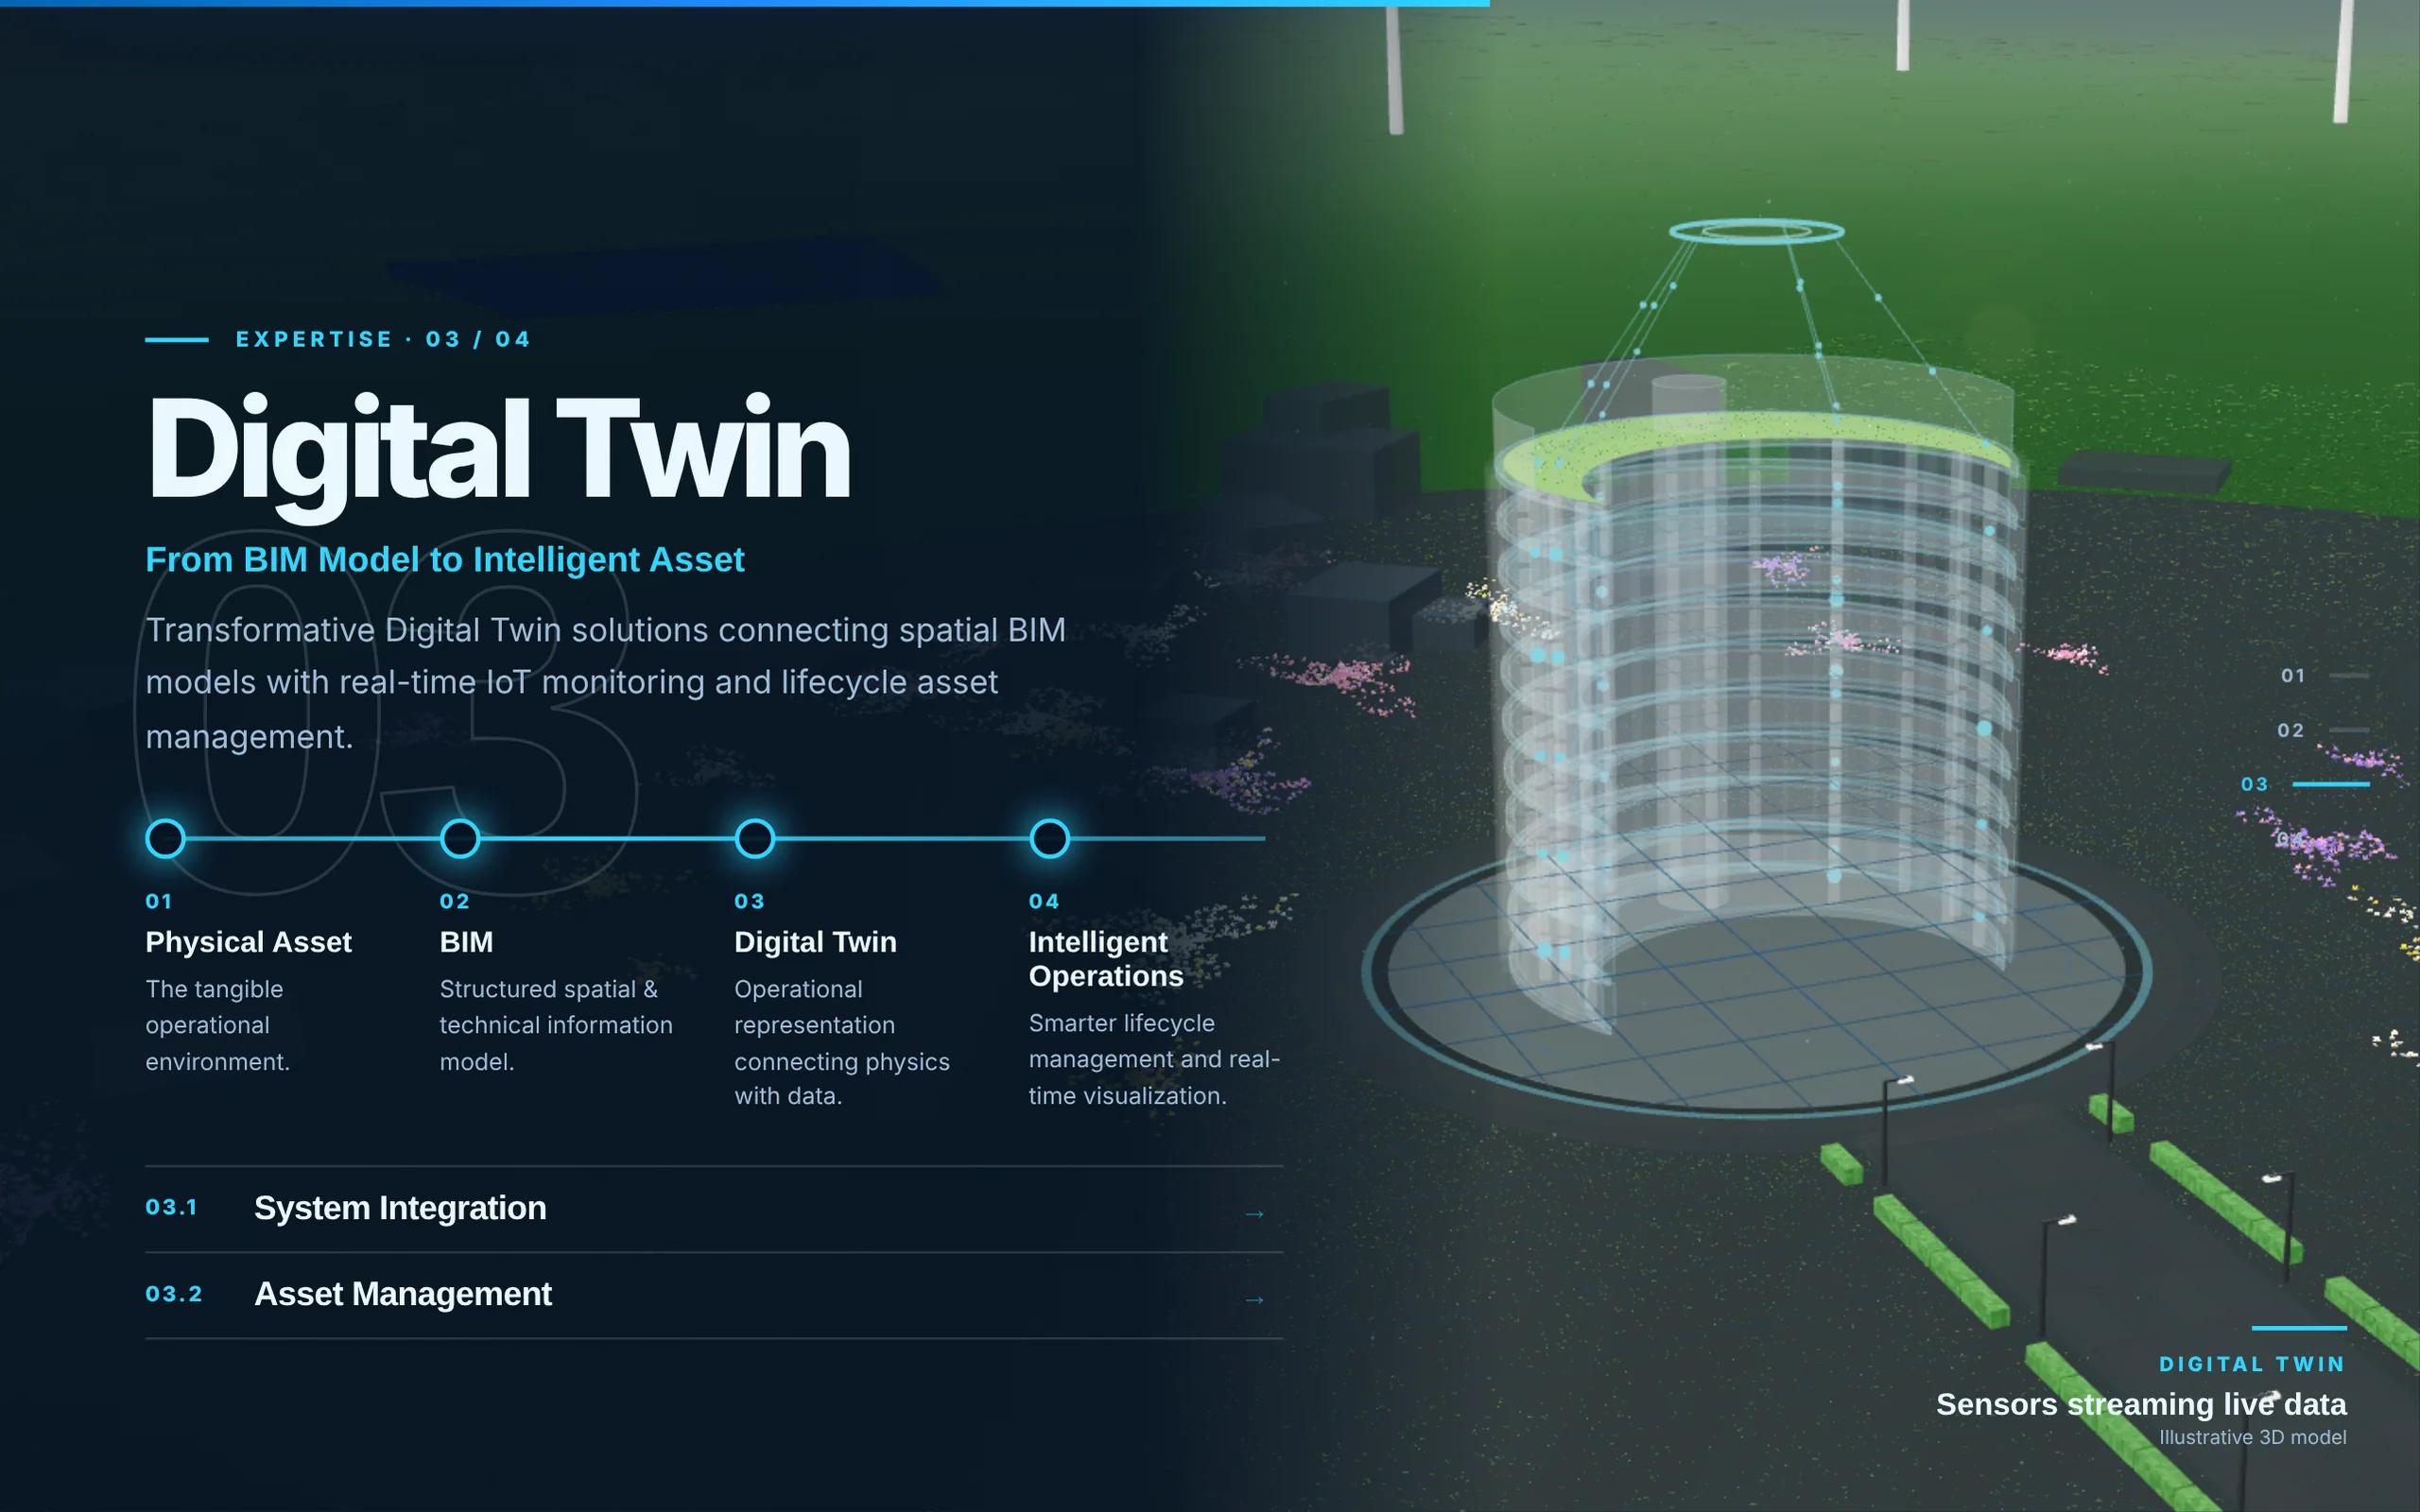 EXPERTISE · 03 / 04
Digital Twin
03
From BIM Model to Intelligent Asset
Transformative Digital Twin solutions connecting spatial BIM
models with real-time IoT monitoring and lifecycle asset
management.
01
Physical Asset
The tangible
operational
environment.
02
BIM
Structured spatial &
technical information
model.
03
Digital Twin
Operational
representation
connecting physics
with data.
04
Intelligent
Operations
Smarter lifecycle
management and real-
time visualization.
03.1 System Integration →
03.2 Asset Management →
01
02
03
04
DIGITAL TWIN
Sensors streaming live data
Illustrative 3D model